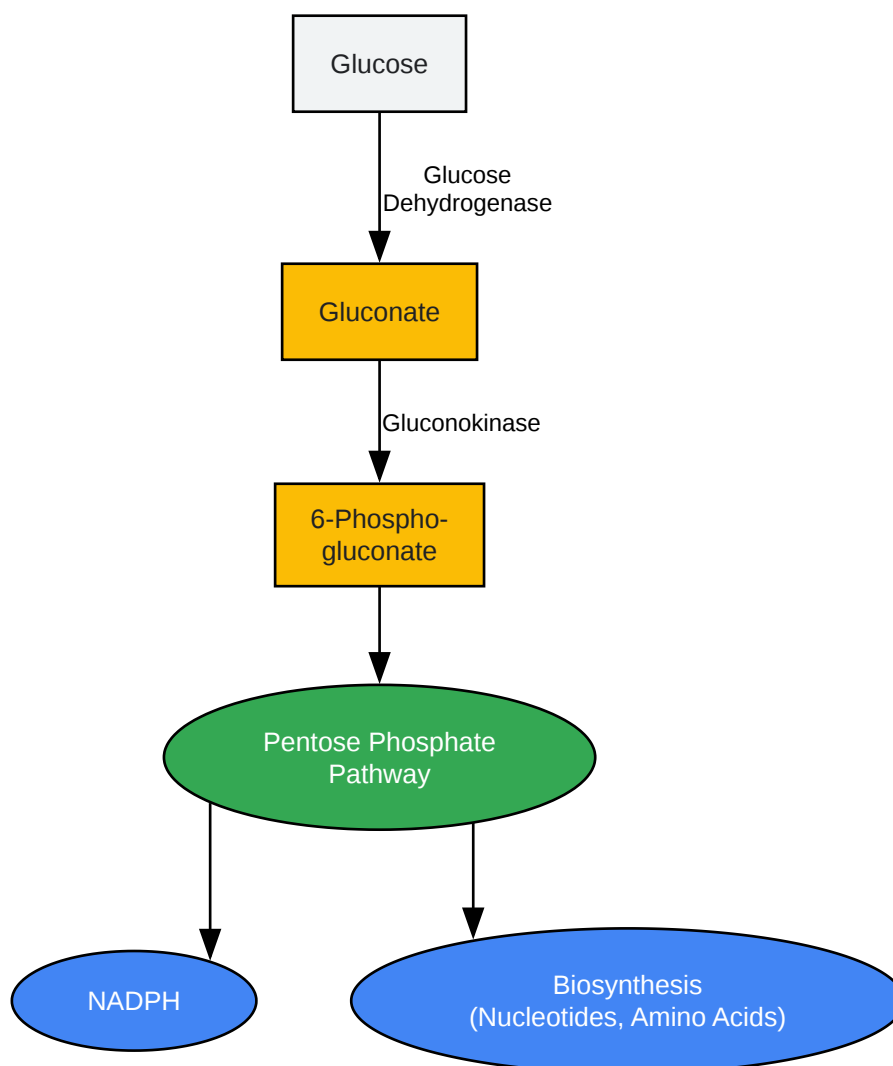 Glucose
Glucose
Dehydrogenase
Gluconate
Gluconokinase
6-Phospho-
gluconate
Pentose Phosphate
Pathway
NADPH
Biosynthesis
(Nucleotides, Amino Acids)